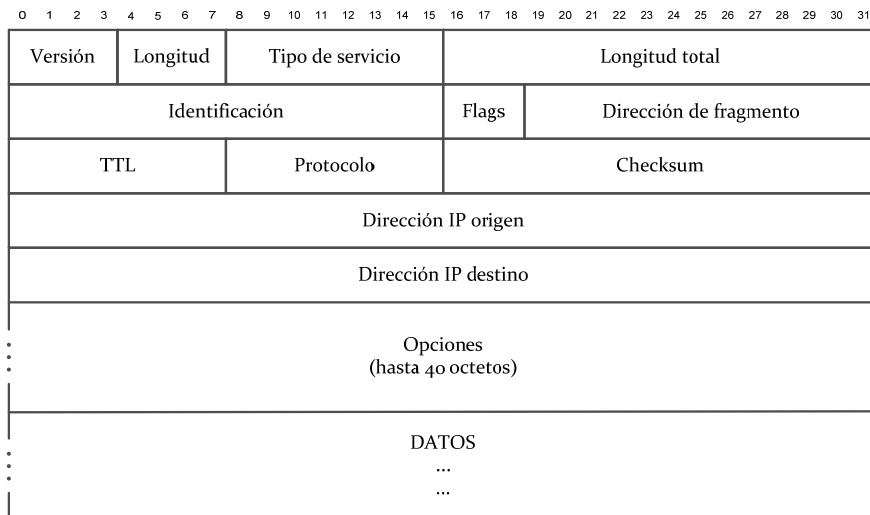 0 1 2 3 4 5 6 7 8 9 10 11 12 13 14 15 16 17 18 19 20 21 22 23 24 25 26 27 28 29 30 31
Versión Longitud Tipo de servicio Longitud total
Identificación Flags Dirección de fragmento
TTL Protocolo Checksum
Dirección IP origen
Dirección IP destino
Opciones
(hasta 40 octetos)
DATOS
...
...